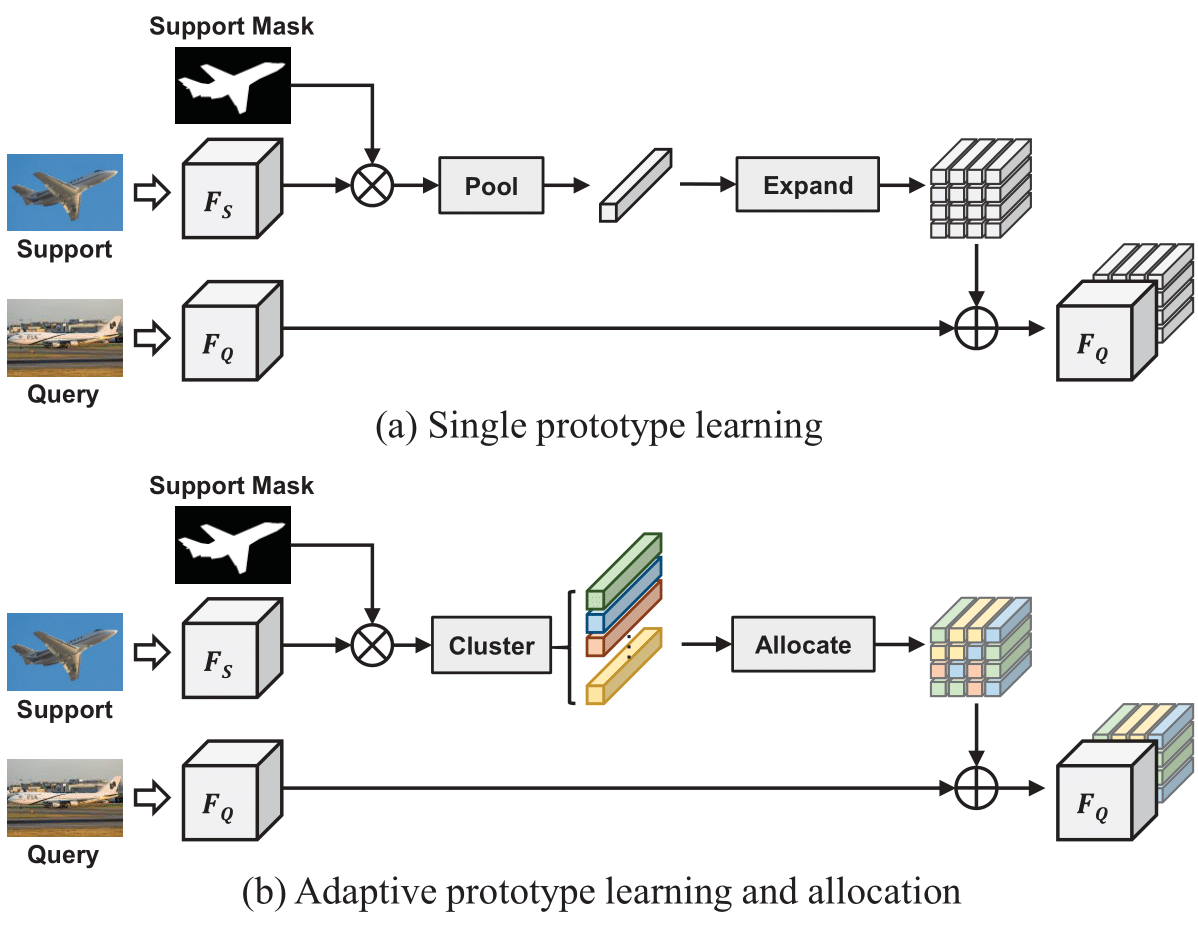 Support Mask
F_S
Pool
Expand
Support
F_Q
F_Q
Query
(a) Single prototype learning
Support Mask
F_S
Cluster
Allocate
Support
F_Q
F_Q
Query
(b) Adaptive prototype learning and allocation